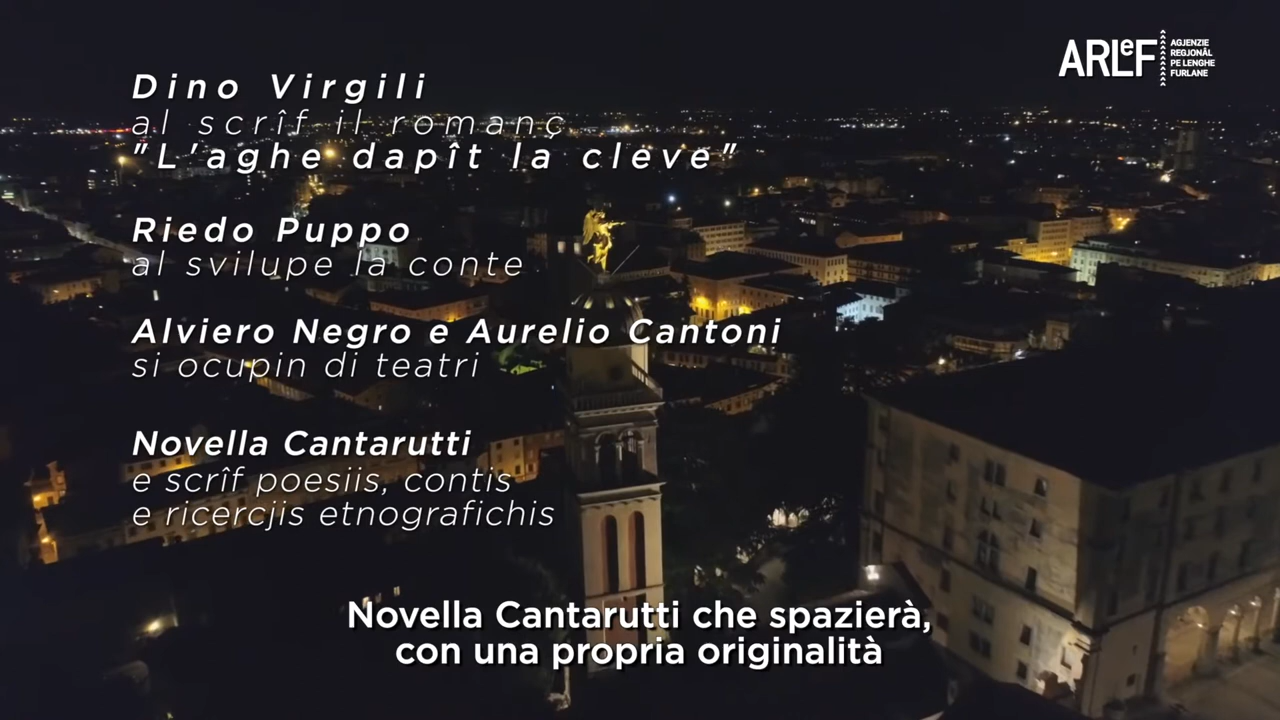 ARLeF
AGJENZIE
REGJONÂL
PE LENGHE
FURLANE
Dino Virgili
al scrîf il romanç
"L'aghe dapît la cleve"
Riedo Puppo
al svilupe la conte
Alviero Negro e Aurelio Cantoni
si ocupin di teatri
Novella Cantarutti
e scrîf poesiis, contis
e ricercjis etnografichis
Novella Cantarutti che spazierà,
con una propria originalità